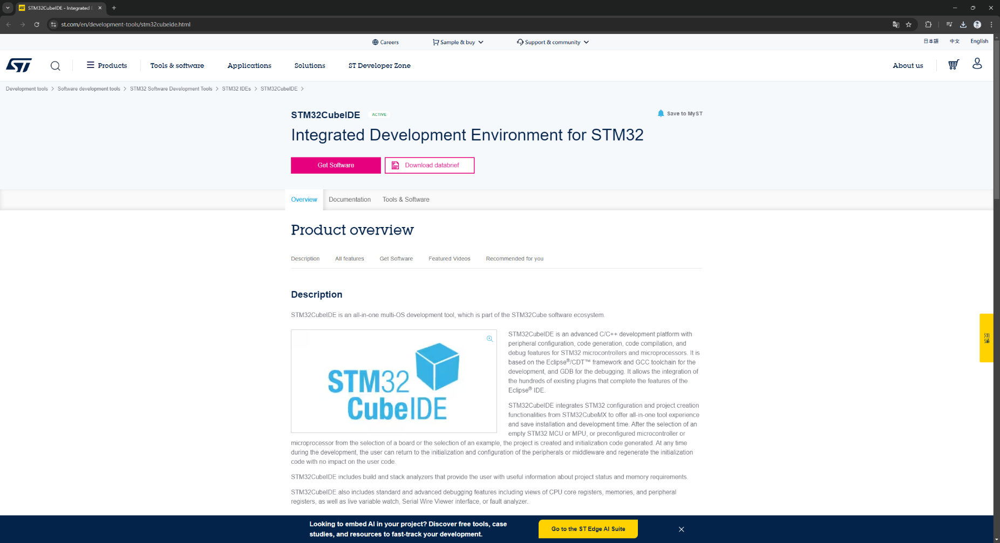 STM32CubeIDE - Integrated D
st.com/en/development-tools/stm32cubeide.html
Careers
Sample & buy
Support & community
日本語
中文
English
ST
Products
Tools & software
Applications
Solutions
ST Developer Zone
About us
Development tools > Software development tools > STM32 Software Development Tools > STM32 IDEs > STM32CubeIDE >
STM32CubeIDE
ACTIVE
Save to MyST
Integrated Development Environment for STM32
Get Software
Download databrief
Overview
Documentation
Tools & Software
Product overview
Description
All features
Get Software
Featured Videos
Recommended for you
Description
STM32CubeIDE is an all-in-one multi-OS development tool, which is part of the STM32Cube software ecosystem.
STM32
CubeIDE
STM32CubeIDE is an advanced C/C++ development platform with
peripheral configuration, code generation, code compilation, and
debug features for STM32 microcontrollers and microprocessors. It is
based on the Eclipse®/CDT™ framework and GCC toolchain for the
development, and GDB for the debugging. It allows the integration of
the hundreds of existing plugins that complete the features of the
Eclipse® IDE.
STM32CubeIDE integrates STM32 configuration and project creation
functionalities from STM32CubeMX to offer all-in-one tool experience
and save installation and development time. After the selection of an
empty STM32 MCU or MPU, or preconfigured microcontroller or
microprocessor from the selection of a board or the selection of an example, the project is created and initialization code generated. At any time
during the development, the user can return to the initialization and configuration of the peripherals or middleware and regenerate the initialization
code with no impact on the user code.
STM32CubeIDE includes build and stack analyzers that provide the user with useful information about project status and memory requirements.
STM32CubeIDE also includes standard and advanced debugging features including views of CPU core registers, memories, and peripheral
registers, as well as live variable watch, Serial Wire Viewer interface, or fault analyzer.
反馈
Looking to embed AI in your project? Discover free tools, case
studies, and resources to fast-track your development.
Go to the ST Edge AI Suite